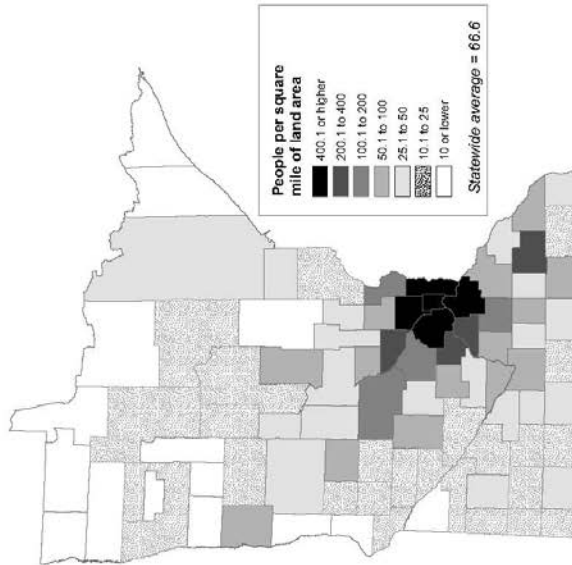 People per square
mile of land area
400.1 or higher
200.1 to 400
100.1 to 200
50.1 to 100
25.1 to 50
10.1 to 25
10 or lower
Statewide average = 66.6